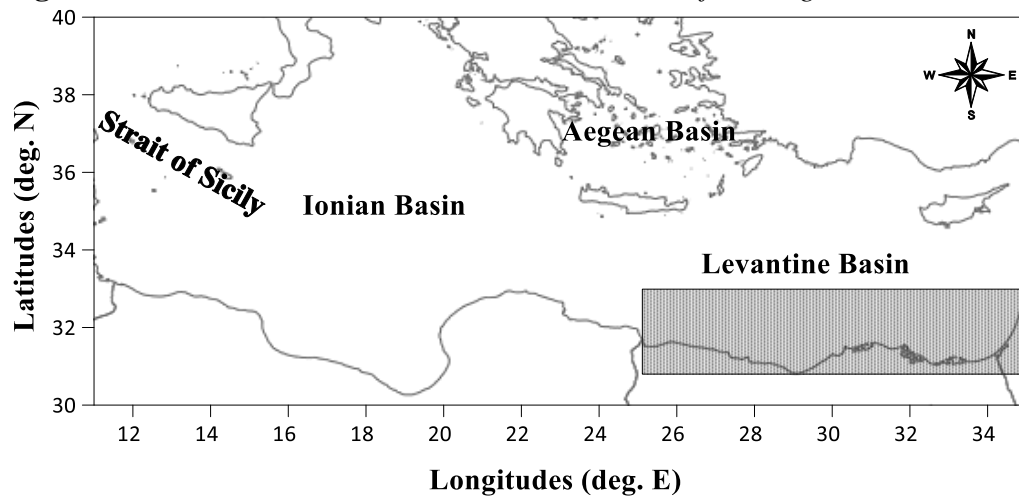 40
N
W E
S
38
Strait of Sicily
Aegean Basin
36
Ionian Basin
34
Levantine Basin
32
30
12 14 16 18 20 22 24 26 28 30 32 34
Latitudes (deg. N)
Longitudes (deg. E)